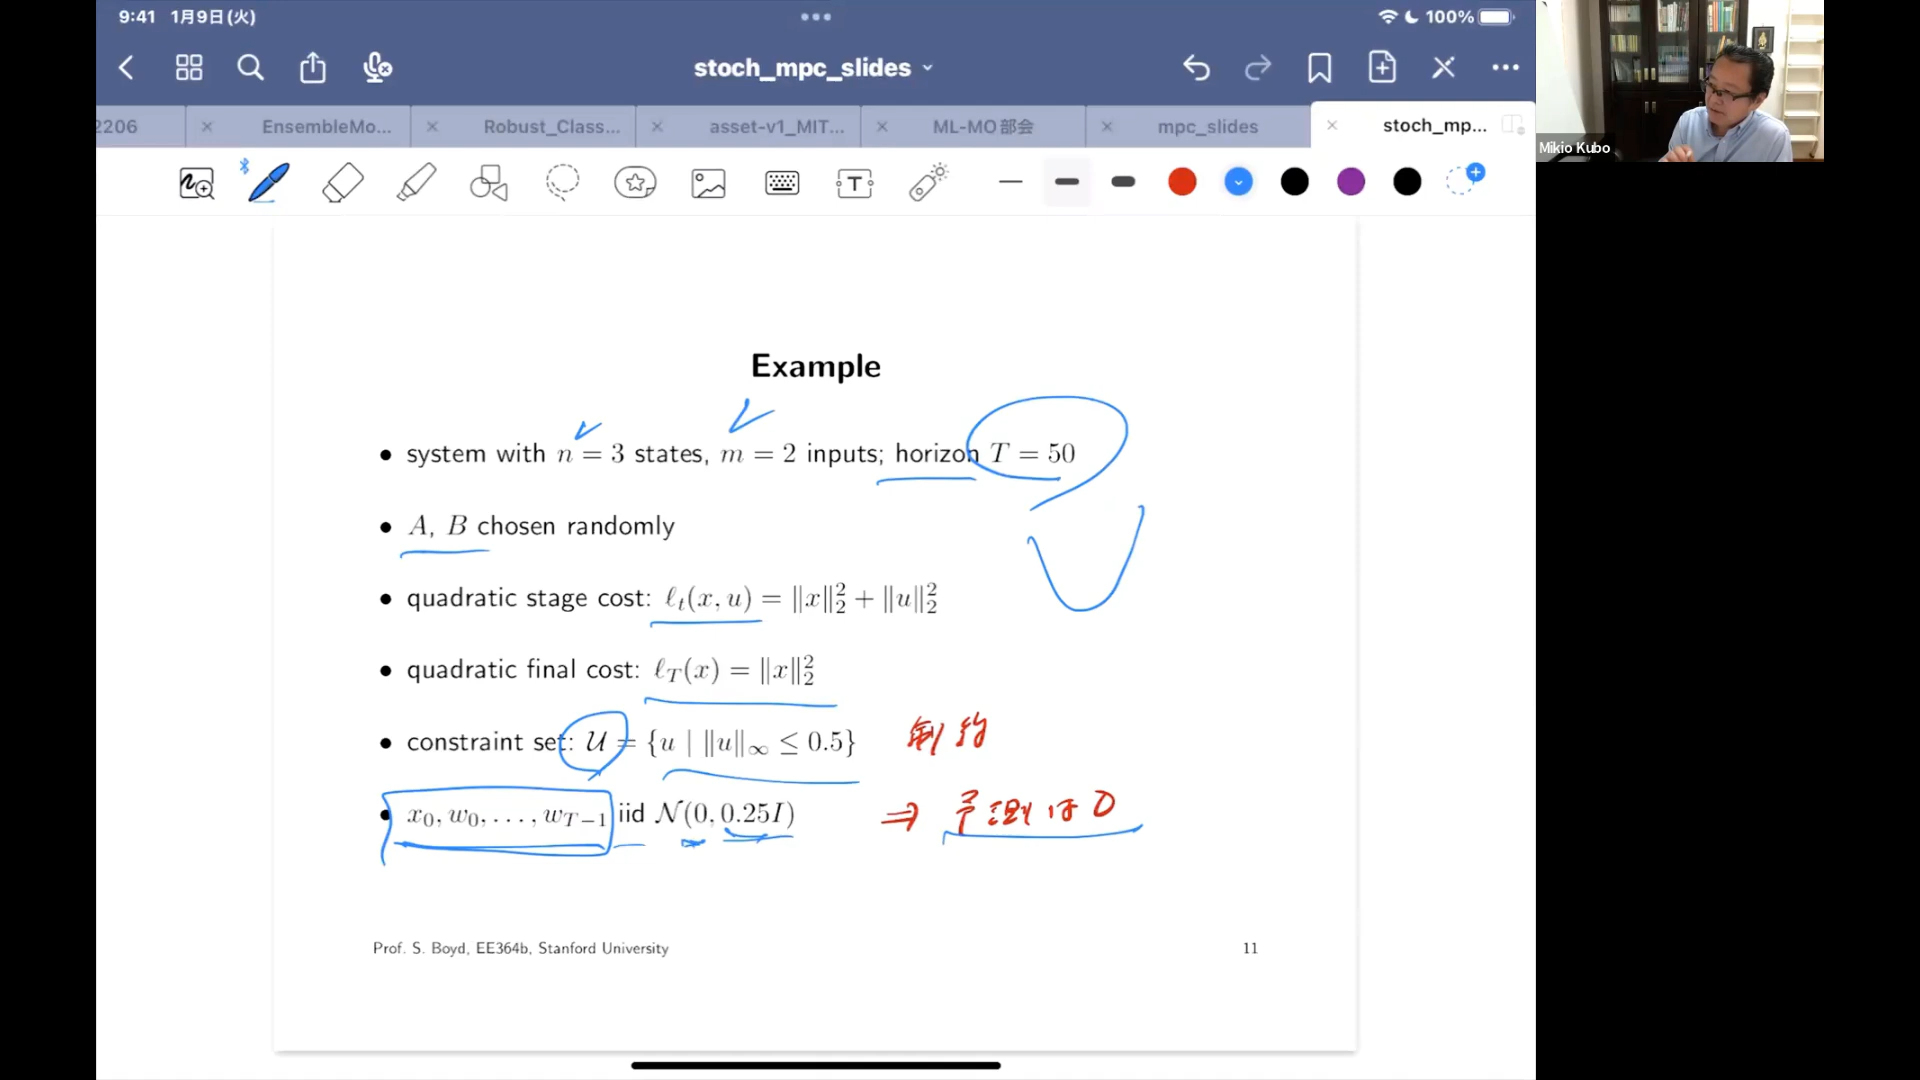 9:41 1月9日(火)
100%
stoch_mpc_slides
2206
EnsembleMo...
Robust_Class...
asset-v1_MIT...
ML-MO部会
mpc_slides
stoch_mp...
T
Mikio Kubo
Example
• system with n = 3 states, m = 2 inputs; horizon T = 50
• A, B chosen randomly
• quadratic stage cost: ℓₜ(x, u) = ‖x‖₂² + ‖u‖₂²
• quadratic final cost: ℓ_T(x) = ‖x‖₂²
• constraint set: 𝒰 = {u | ‖u‖∞ ≤ 0.5} 制約
• x₀, w₀, . . . , w_{T−1} iid 𝒩(0, 0.25I) ⇒ 予測は0
Prof. S. Boyd, EE364b, Stanford University 11